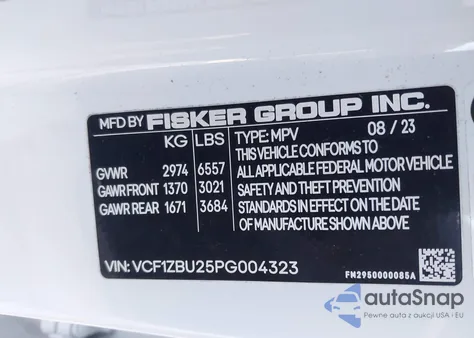 MFD BY FISKER GROUP INC.
KG LBS TYPE: MPV 08 / 23
GVWR 2974 6557 THIS VEHICLE CONFORMS TO
GAWR FRONT 1370 3021 ALL APPLICABLE FEDERAL MOTOR VEHICLE
GAWR REAR 1671 3684 SAFETY AND THEFT PREVENTION
STANDARDS IN EFFECT ON THE DATE
OF MANUFACTURE SHOWN ABOVE
VIN: VCF1ZBU25PG004323
FM2950000085A
autoSnap
Pewne auta z aukcji USA i EU